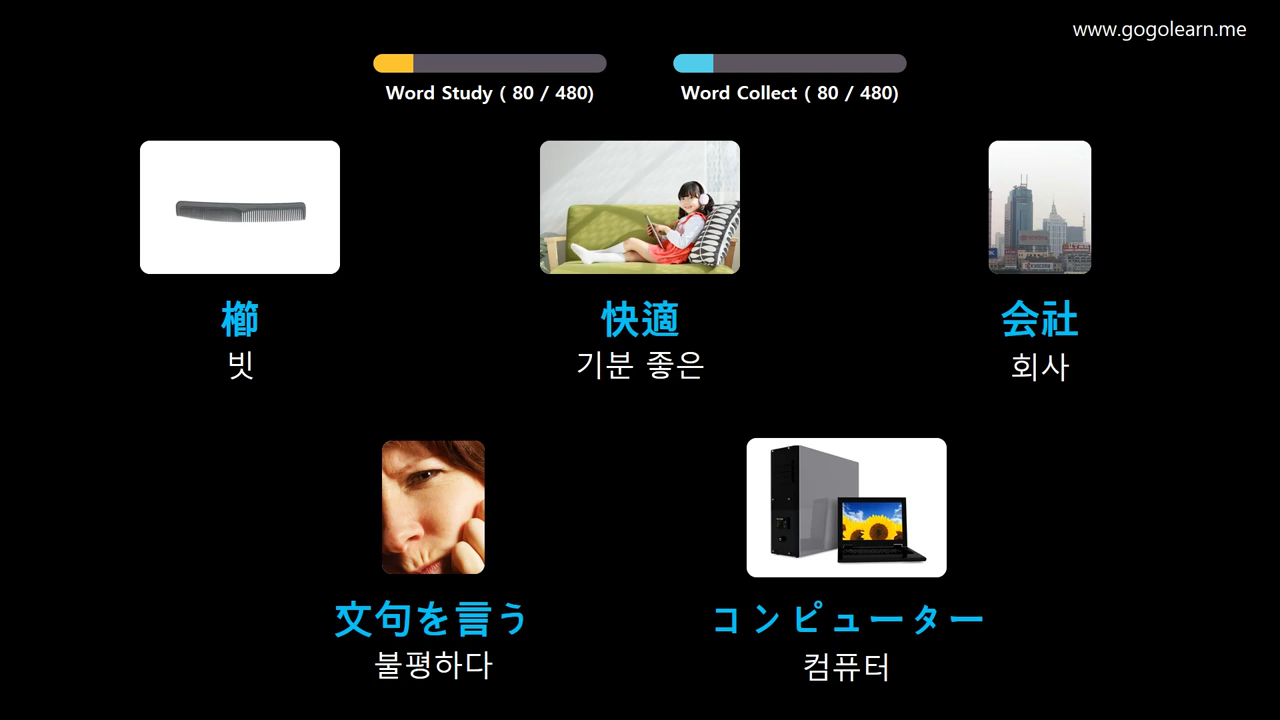 www.gogolearn.me
Word Study ( 80 / 480)
Word Collect ( 80 / 480)
櫛
빗
快適
기분 좋은
会社
회사
文句を言う
불평하다
コンピューター
컴퓨터